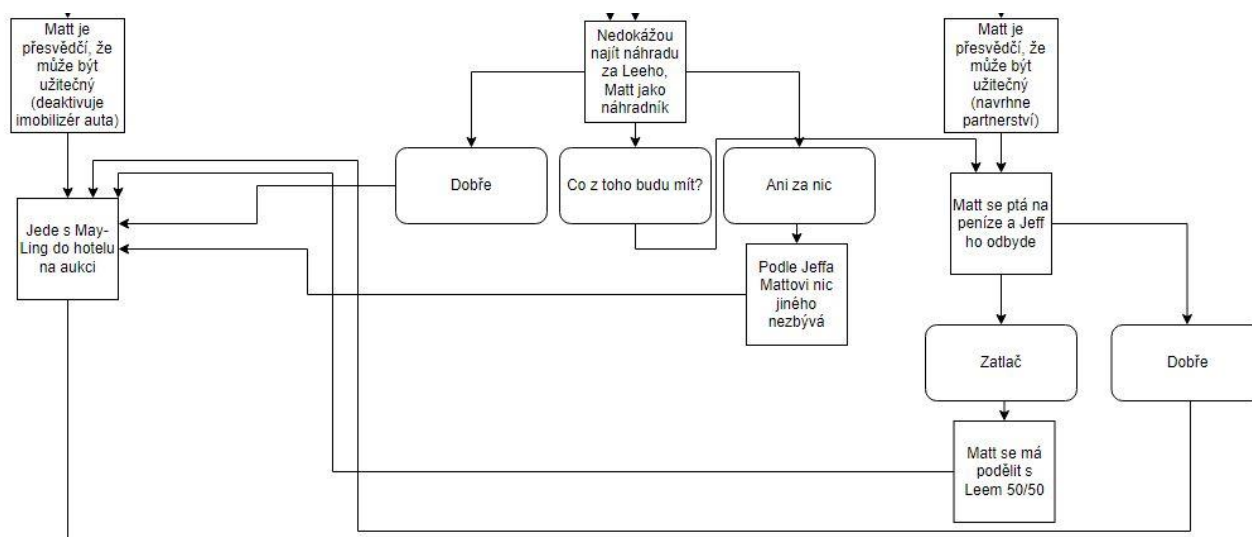 Matt je
přesvědčí, že
může být
užitečný
(deaktivuje
imobilizér auta)
Nedokážou
najít náhradu
za Leeho,
Matt jako
náhradník
Matt je
přesvědčí, že
může být
užitečný
(navrhne
partnerství)
Dobře
Co z toho budu mít?
Ani za nic
Jede s May-
Ling do hotelu
na aukci
Matt se ptá na
peníze a Jeff
ho odbyde
Podle Jeffa
Mattovi nic
jiného
nezbývá
Zatlač
Dobře
Matt se má
podělit s
Leem 50/50